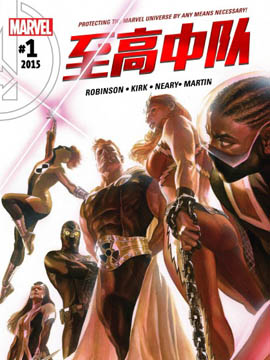 PROTECTING THE MARVEL UNIVERSE BY ANY MEANS NECESSARY!
MARVEL
#1
2015
至高中队
ROBINSON • KIRK • NEARY • MARTIN